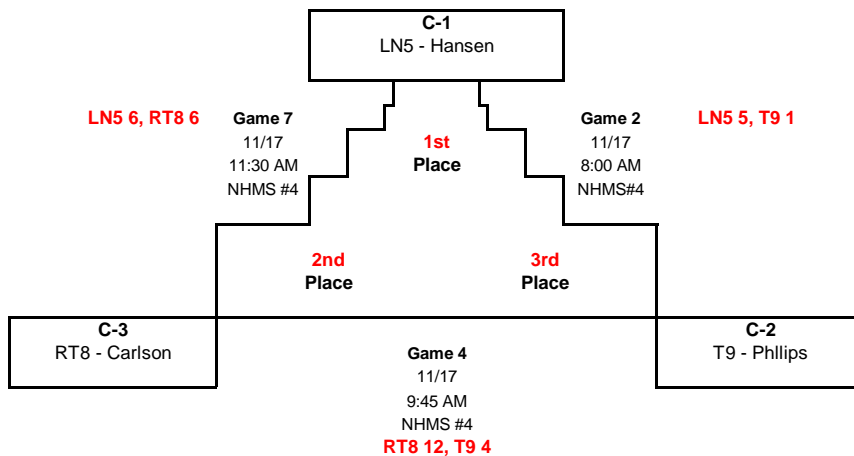 C-1
LN5 - Hansen
LN5 6, RT8 6
Game 7
11/17
11:30 AM
NHMS #4
1st
Place
Game 2
11/17
8:00 AM
NHMS#4
LN5 5, T9 1
2nd
Place
3rd
Place
C-3
RT8 - Carlson
C-2
T9 - Phllips
Game 4
11/17
9:45 AM
NHMS #4
RT8 12, T9 4